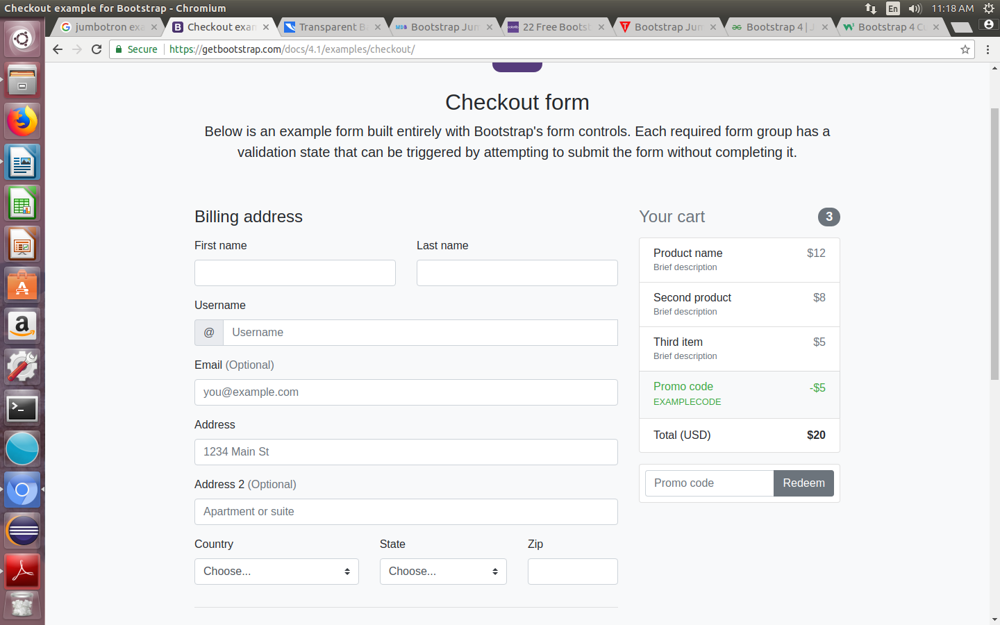 Checkout example for Bootstrap - Chromium
En
11:18 AM
jumbotron exa
Checkout exam
Transparent B
Bootstrap Jum
22 Free Bootst
Bootstrap Jum
Bootstrap 4 | J
Bootstrap 4 Cu
Secure
https://getbootstrap.com/docs/4.1/examples/checkout/
Checkout form
Below is an example form built entirely with Bootstrap's form controls. Each required form group has a
validation state that can be triggered by attempting to submit the form without completing it.
Billing address
First name
Last name
Username
@ Username
Email (Optional)
you@example.com
Address
1234 Main St
Address 2 (Optional)
Apartment or suite
Country
State
Zip
Choose...
Choose...
Your cart
3
Product name
$12
Brief description
Second product
$8
Brief description
Third item
$5
Brief description
Promo code
-$5
EXAMPLECODE
Total (USD)
$20
Promo code
Redeem